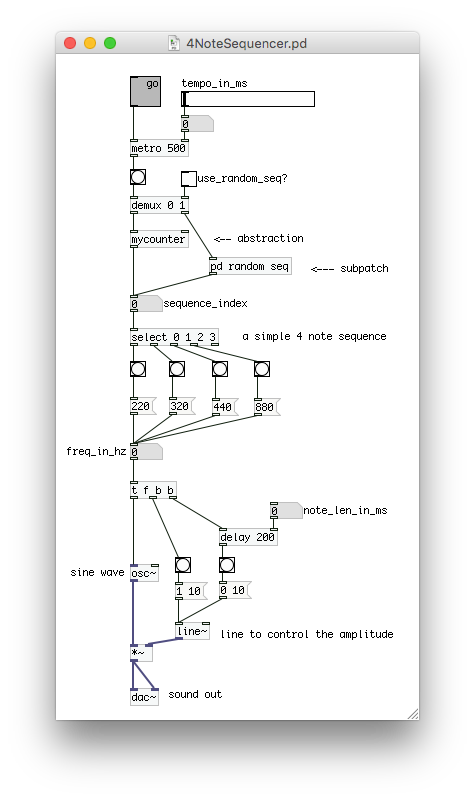 4NoteSequencer.pd
go
tempo_in_ms
0
metro 500
use_random_seq?
demux 0 1
mycounter
<-- abstraction
pd random seq
<--- subpatch
0
sequence_index
select 0 1 2 3
a simple 4 note sequence
220
320
440
880
freq_in_hz
0
t f b b
0
note_len_in_ms
delay 200
sine wave
osc~
1 10
0 10
line~
line to control the amplitude
*~
dac~
sound out